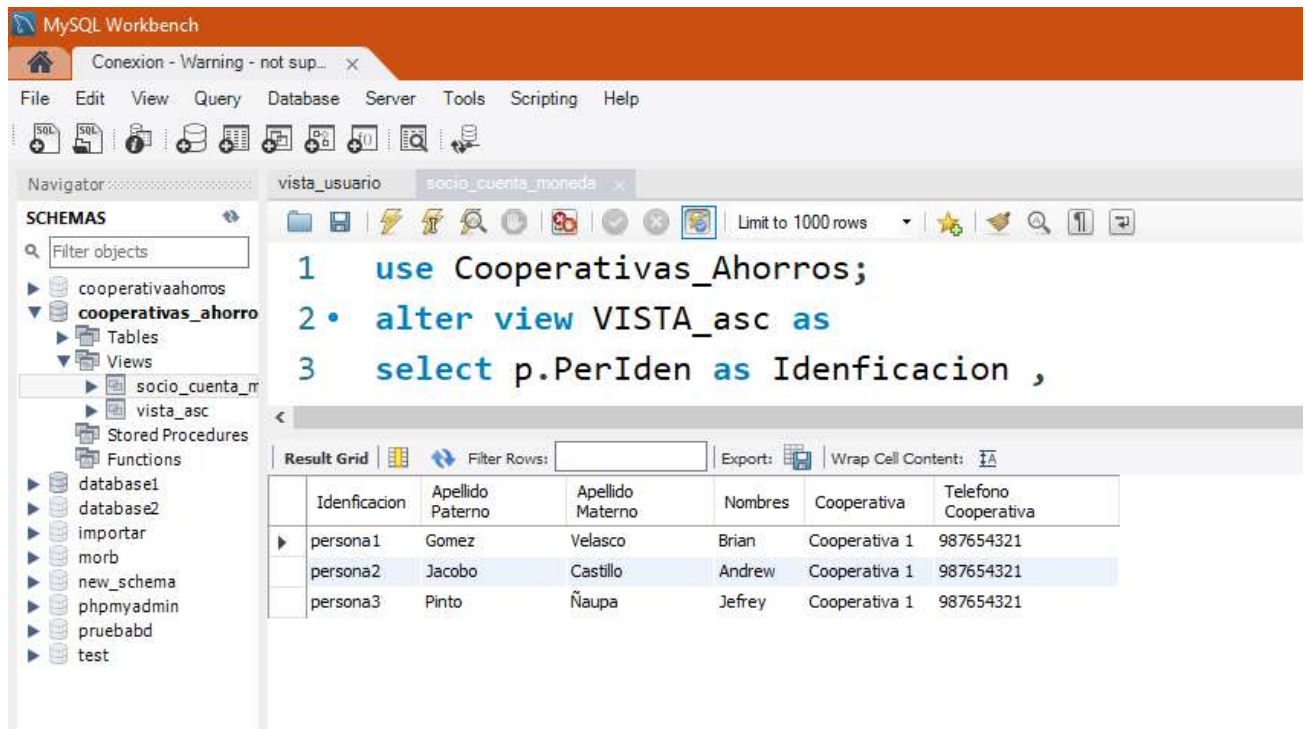 MySQL Workbench
Conexion - Warning - not sup...
File Edit View Query Database Server Tools Scripting Help
Navigator
vista_usuario socio_cuenta_moneda
SCHEMAS
Limit to 1000 rows
Filter objects
cooperativaahorros
cooperativas_ahorro
Tables
Views
socio_cuenta_m
vista_asc
Stored Procedures
Functions
database1
database2
importar
morb
new_schema
phpmyadmin
pruebabd
test
1 use Cooperativas_Ahorros;
2 alter view VISTA_asc as
3 select p.PerIden as Idenficacion ,
Result Grid Filter Rows: Export: Wrap Cell Content:
Idenficacion Apellido Paterno Apellido Materno Nombres Cooperativa Telefono Cooperativa
persona1 Gomez Velasco Brian Cooperativa 1 987654321
persona2 Jacobo Castillo Andrew Cooperativa 1 987654321
persona3 Pinto Ñaupa Jefrey Cooperativa 1 987654321